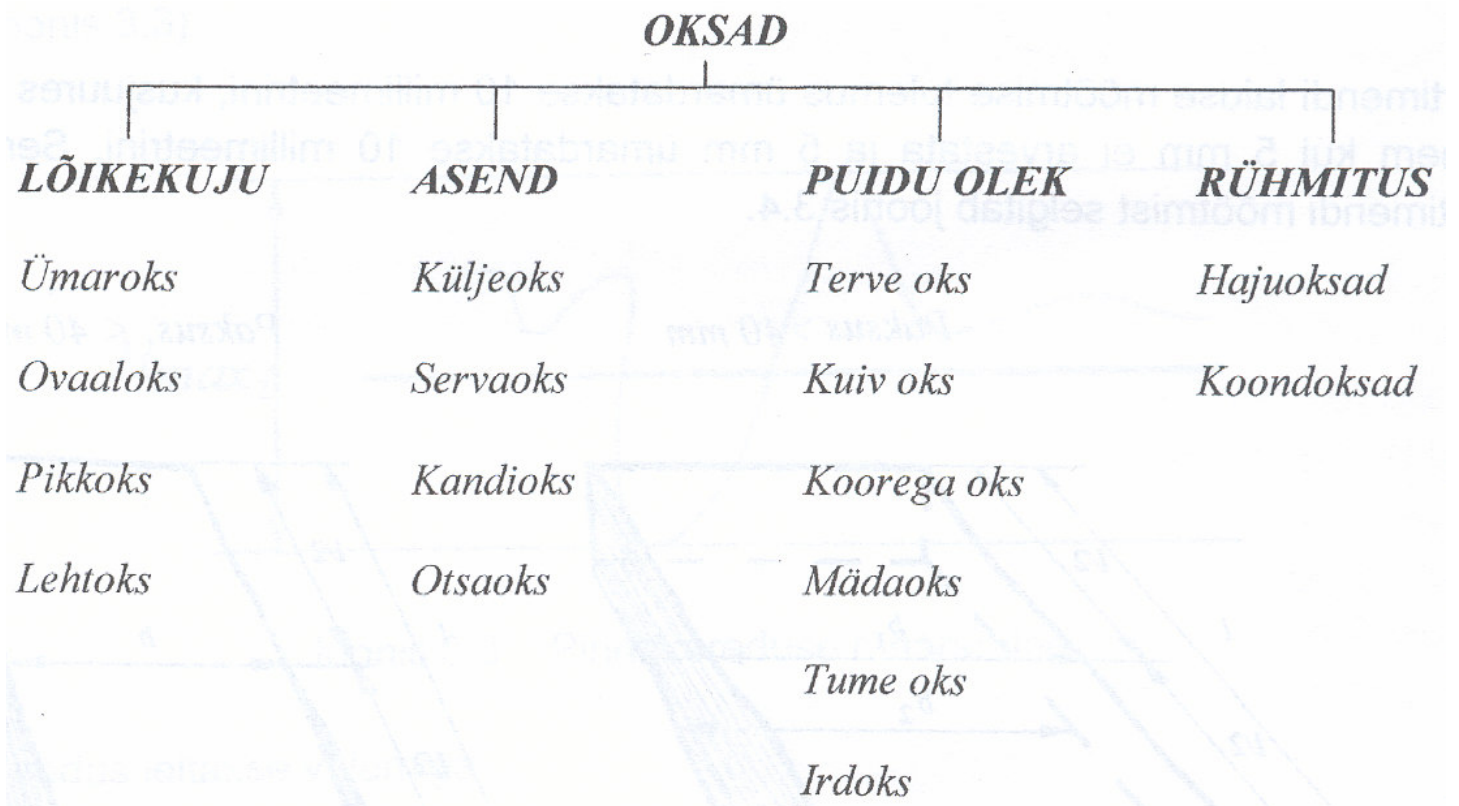 OKSAD
LÕIKEKUJU ASEND PUIDU OLEK RÜHMITUS
Ümaroks Küljeoks Terve oks Hajuoksad
Ovaaloks Servaoks Kuiv oks Koondoksad
Pikkoks Kandioks Koorega oks
Lehtoks Otsaoks Mädaoks
Tume oks
Irdoks